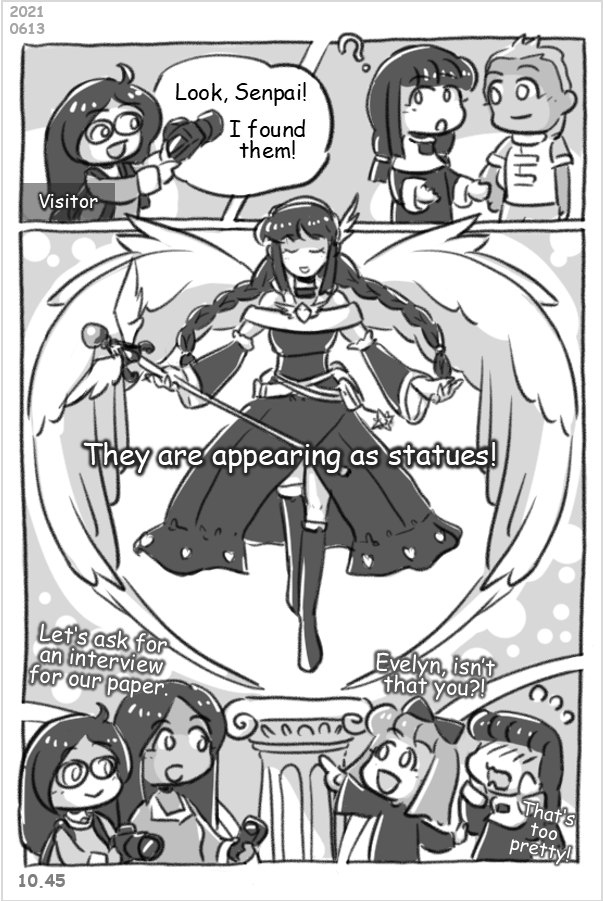 2021
0613
Look, Senpai!
I found
them!
Visitor
??
They are appearing as statues!
Let's ask for
an interview
for our paper.
Evelyn, isn't
that you?!
???
That's
too
pretty!
10.45